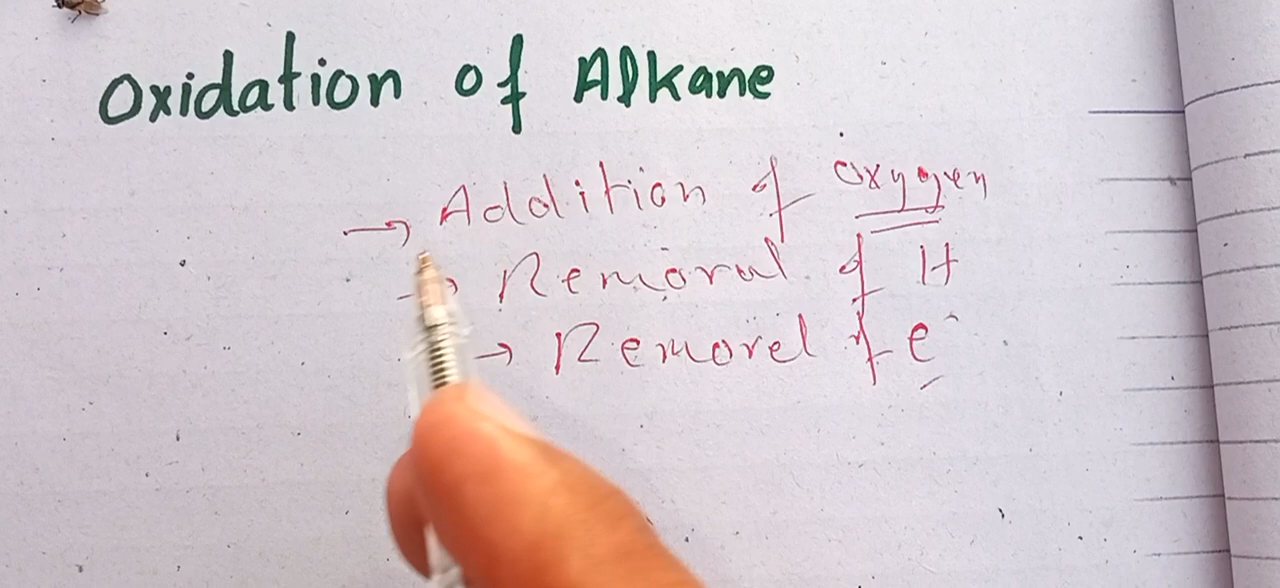 Oxidation of Alkane
→ Addition of oxygen
→ Removal of H
→ Removel of e⁻